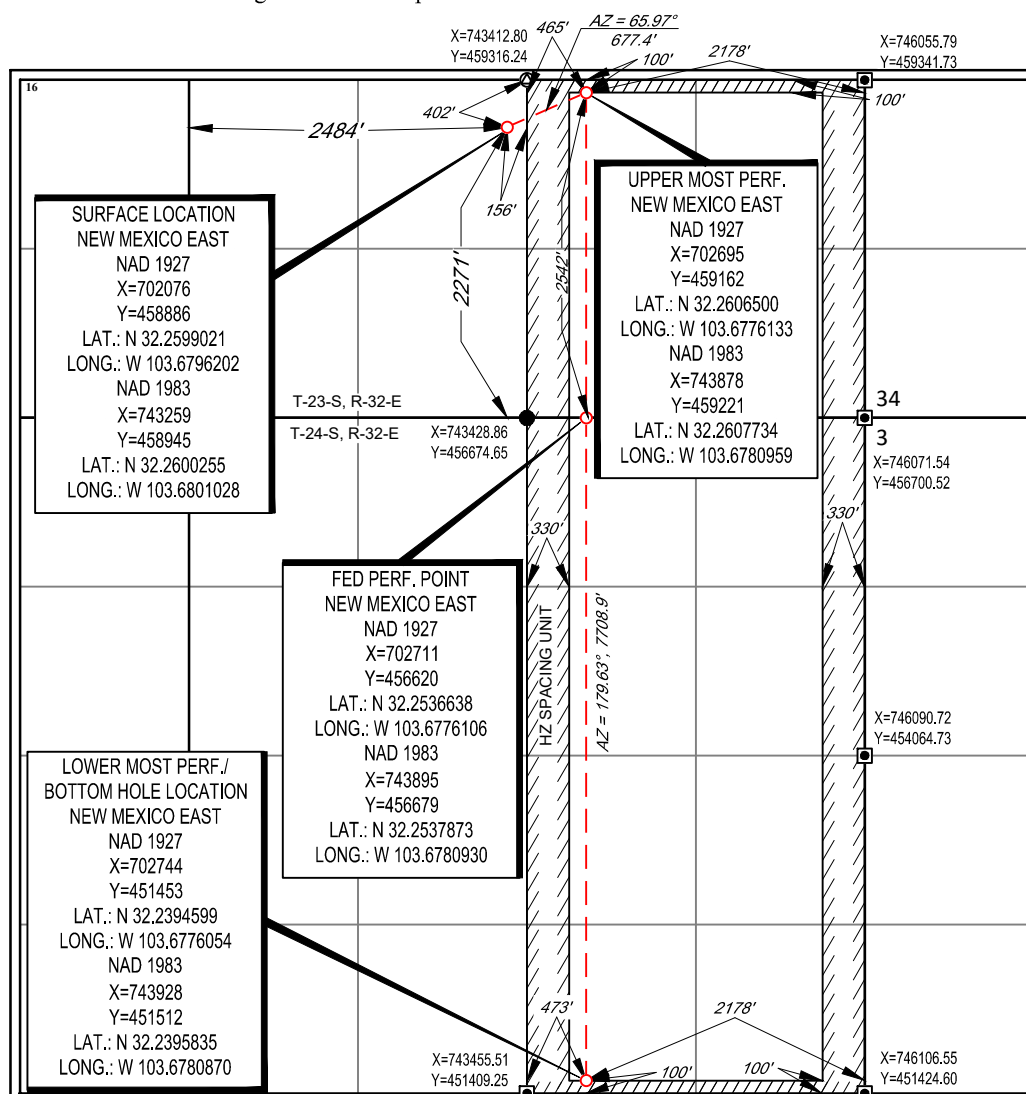 16
X=743412.80
Y=459316.24
465'
AZ = 65.97°
677.4'
100'
2178'
X=746055.79
Y=459341.73
100'
402'
2484'
156'
2271'
2542'
SURFACE LOCATION
NEW MEXICO EAST
NAD 1927
X=702076
Y=458886
LAT.: N 32.2599021
LONG.: W 103.6796202
NAD 1983
X=743259
Y=458945
LAT.: N 32.2600255
LONG.: W 103.6801028
UPPER MOST PERF.
NEW MEXICO EAST
NAD 1927
X=702695
Y=459162
LAT.: N 32.2606500
LONG.: W 103.6776133
NAD 1983
X=743878
Y=459221
LAT.: N 32.2607734
LONG.: W 103.6780959
T-23-S, R-32-E
T-24-S, R-32-E
X=743428.86
Y=456674.65
34
3
X=746071.54
Y=456700.52
330'
330'
FED PERF. POINT
NEW MEXICO EAST
NAD 1927
X=702711
Y=456620
LAT.: N 32.2536638
LONG.: W 103.6776106
NAD 1983
X=743895
Y=456679
LAT.: N 32.2537873
LONG.: W 103.6780930
HZ SPACING UNIT
AZ = 179.63°, 7708.9'
X=746090.72
Y=454064.73
LOWER MOST PERF./
BOTTOM HOLE LOCATION
NEW MEXICO EAST
NAD 1927
X=702744
Y=451453
LAT.: N 32.2394599
LONG.: W 103.6776054
NAD 1983
X=743928
Y=451512
LAT.: N 32.2395835
LONG.: W 103.6780870
473'
2178'
X=743455.51
Y=451409.25
100'
100'
X=746106.55
Y=451424.60